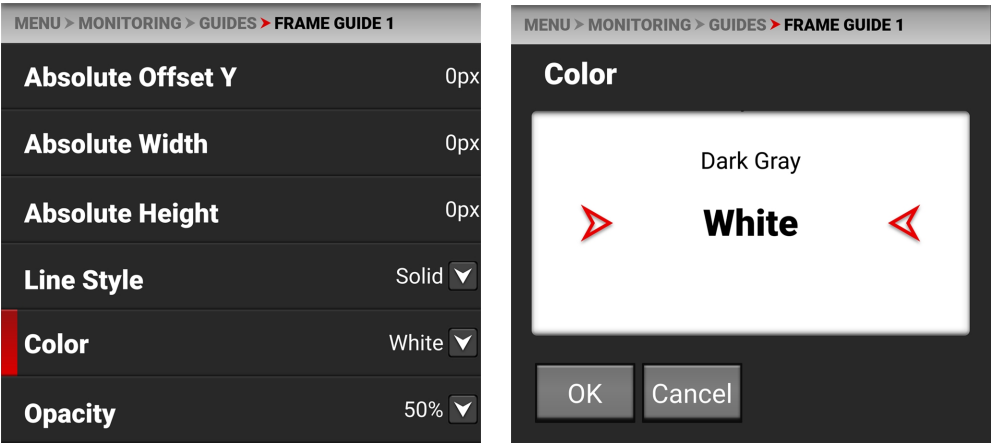 MENU > MONITORING > GUIDES > FRAME GUIDE 1
Absolute Offset Y 0px
Absolute Width 0px
Absolute Height 0px
Line Style Solid
Color White
Opacity 50%
MENU > MONITORING > GUIDES > FRAME GUIDE 1
Color
Dark Gray
White
OK Cancel